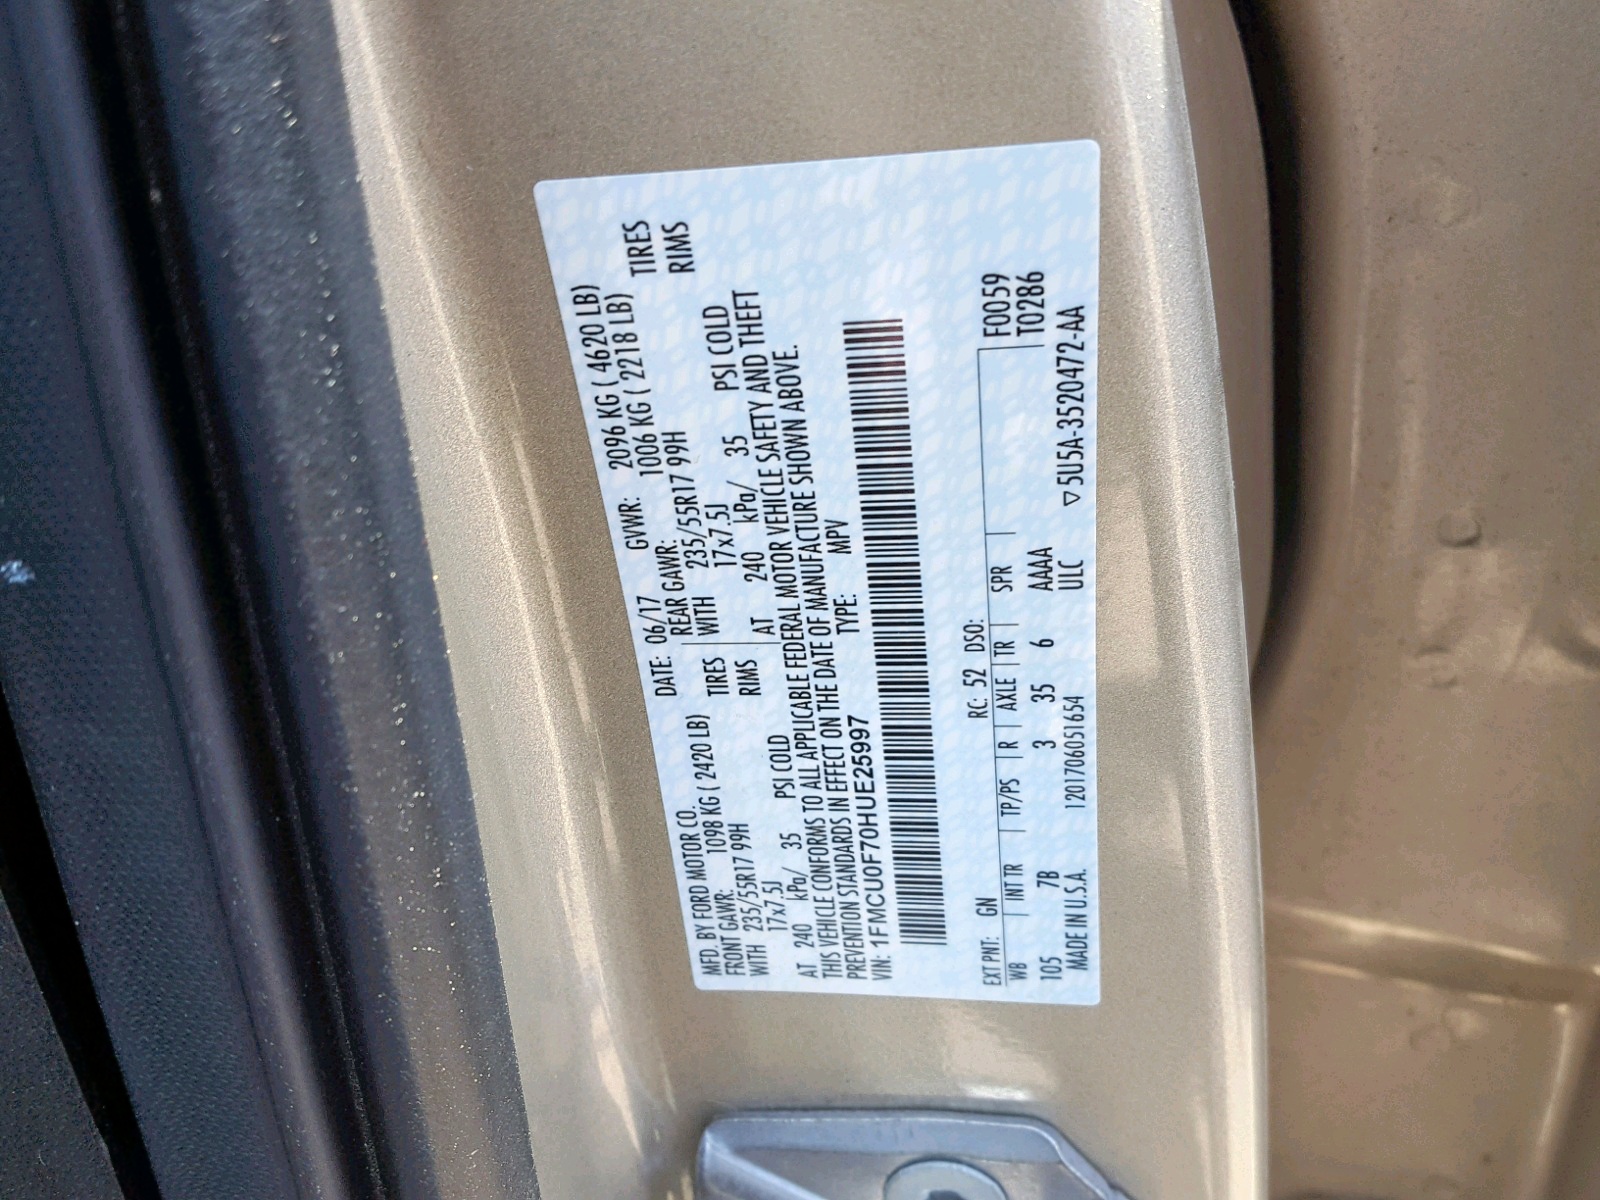 MFD. BY FORD MOTOR CO. DATE: 06/17 GVWR: 2096 KG ( 4620 LB)
FRONT GAWR: 1098 KG ( 2420 LB) REAR GAWR: 1006 KG ( 2218 LB)
WITH 235/55R17 99H TIRES WITH 235/55R17 99H TIRES
17x7.5J RIMS 17x7.5J RIMS
AT 240 kPa/ 35 PSI COLD AT 240 kPa/ 35 PSI COLD
THIS VEHICLE CONFORMS TO ALL APPLICABLE FEDERAL MOTOR VEHICLE SAFETY AND THEFT
PREVENTION STANDARDS IN EFFECT ON THE DATE OF MANUFACTURE SHOWN ABOVE.
VIN: 1FMCU0F70HUE25997 TYPE: MPV
EXT PNT: GN RC: 52 DSO: F0059
WB INT TR TP/PS R AXLE TR SPR T0286
105 7B 3 35 6 AAAA
MADE IN U.S.A. 1201706051654 ULC ▽5U5A-3520472-AA